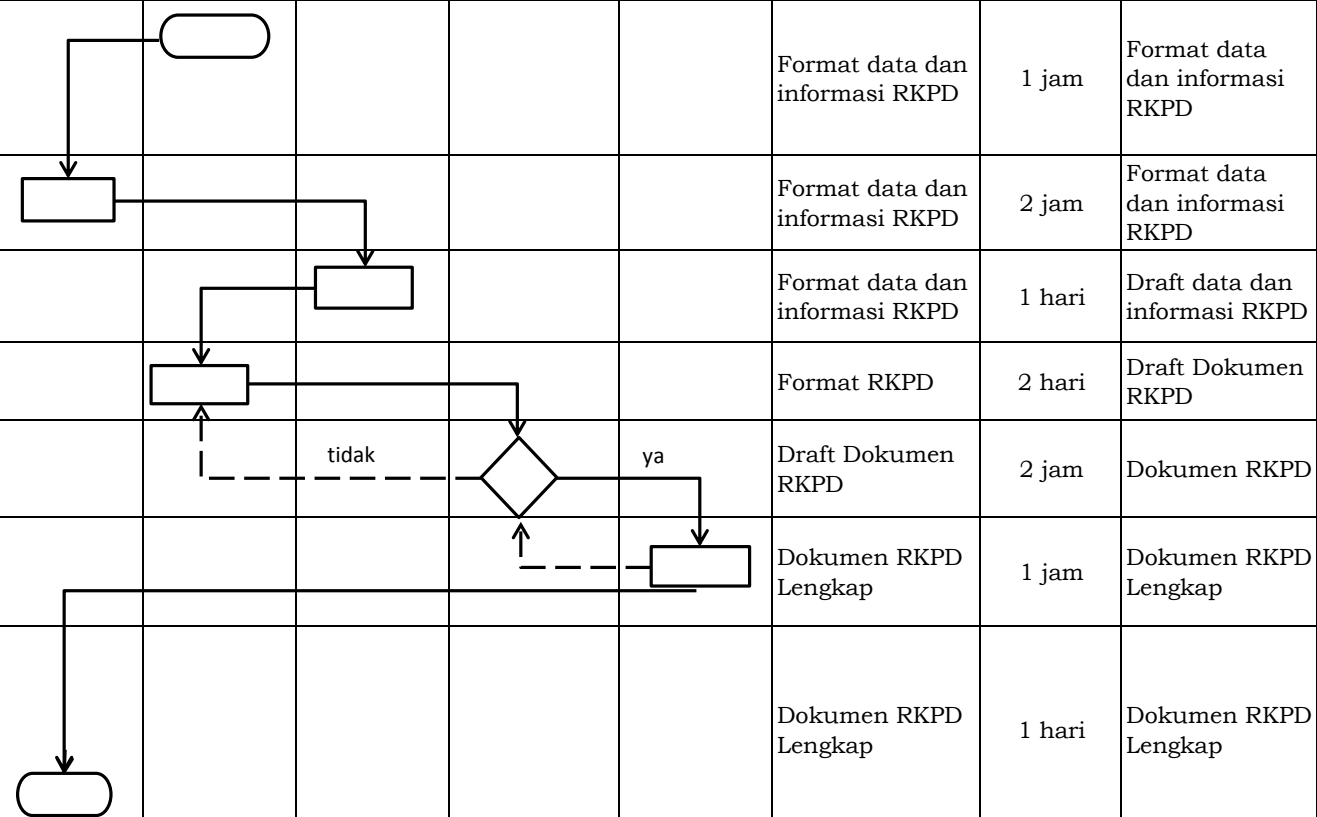 Format data dan
informasi RKPD
1 jam
Format data
dan informasi
RKPD
Format data dan
informasi RKPD
2 jam
Format data
dan informasi
RKPD
Format data dan
informasi RKPD
1 hari
Draft data dan
informasi RKPD
Format RKPD
2 hari
Draft Dokumen
RKPD
tidak
ya
Draft Dokumen
RKPD
2 jam
Dokumen RKPD
Dokumen RKPD
Lengkap
1 jam
Dokumen RKPD
Lengkap
Dokumen RKPD
Lengkap
1 hari
Dokumen RKPD
Lengkap